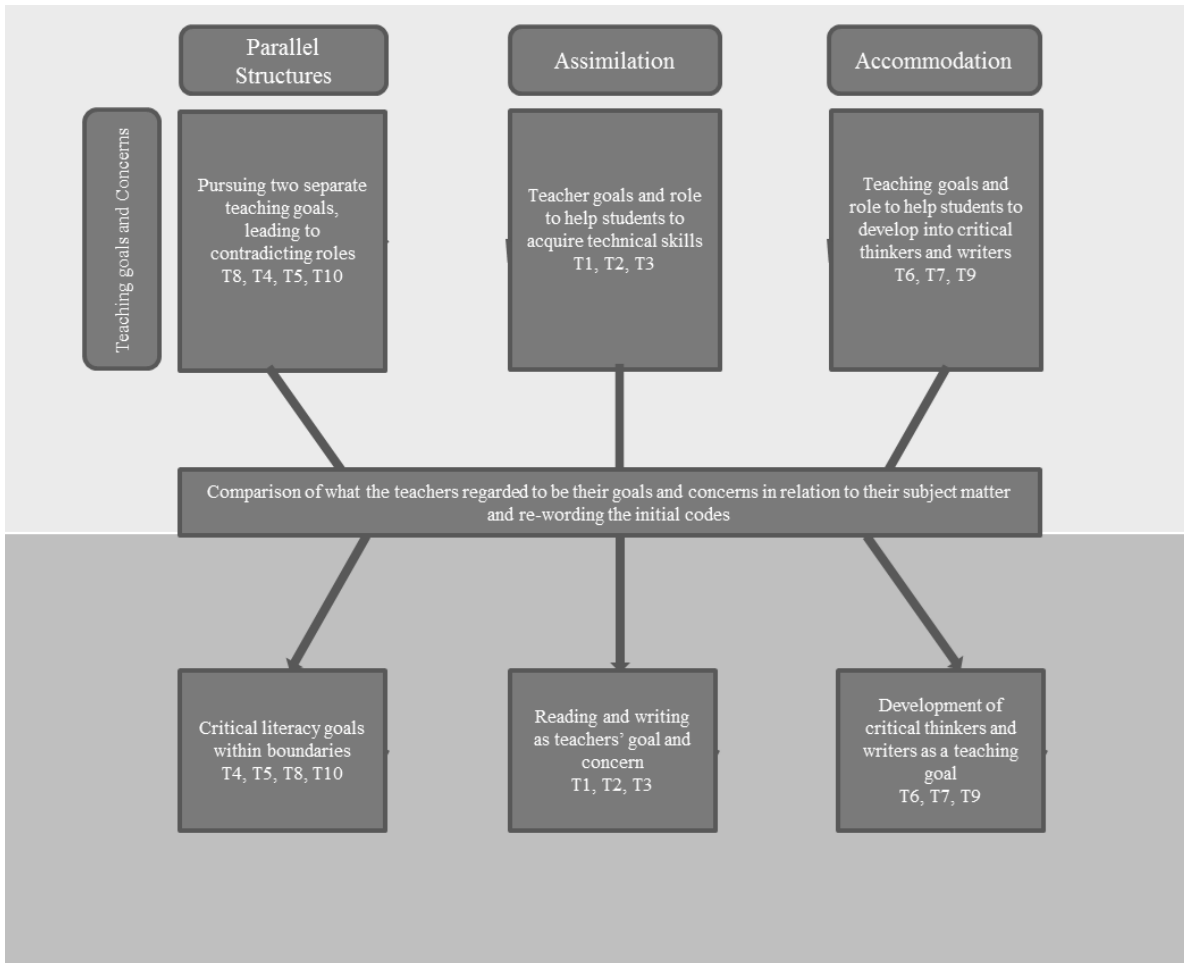 Parallel
Structures
Assimilation
Accommodation
Teaching goals and Concerns
Pursuing two separate
teaching goals,
leading to
contradicting roles
T8, T4, T5, T10
Teacher goals and role
to help students to
acquire technical skills
T1, T2, T3
Teaching goals and
role to help students to
develop into critical
thinkers and writers
T6, T7, T9
Comparison of what the teachers regarded to be their goals and concerns in relation to their subject matter
and re-wording the initial codes
Critical literacy goals
within boundaries
T4, T5, T8, T10
Reading and writing
as teachers’ goal and
concern
T1, T2, T3
Development of
critical thinkers and
writers as a teaching
goal
T6, T7, T9